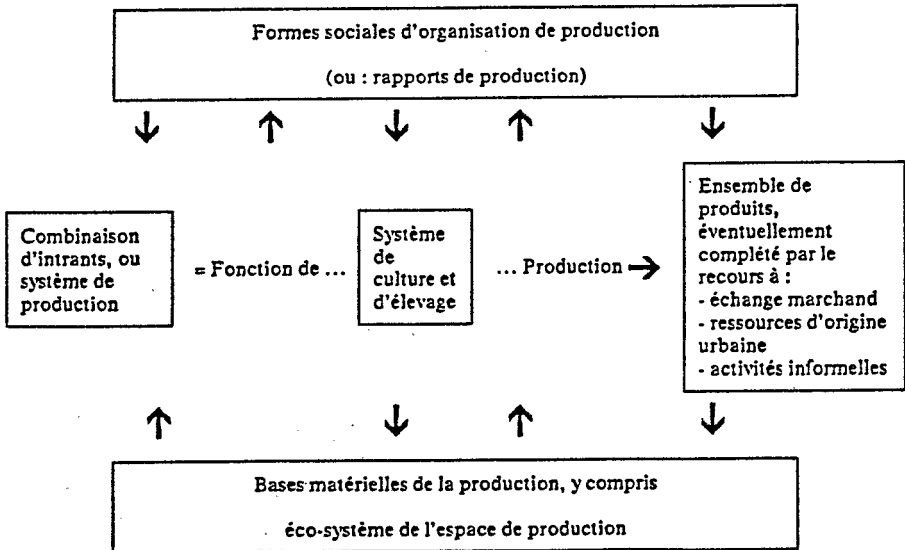 Formes sociales d'organisation de production
(ou : rapports de production)
Combinaison
d'intrants, ou
système de
production
= Fonction de ...
Système
de
culture et
d'élevage
... Production
Ensemble de
produits,
éventuellement
complété par le
recours à :
- échange marchand
- ressources d'origine
urbaine
- activités informelles
Bases matérielles de la production, y compris
éco-système de l'espace de production